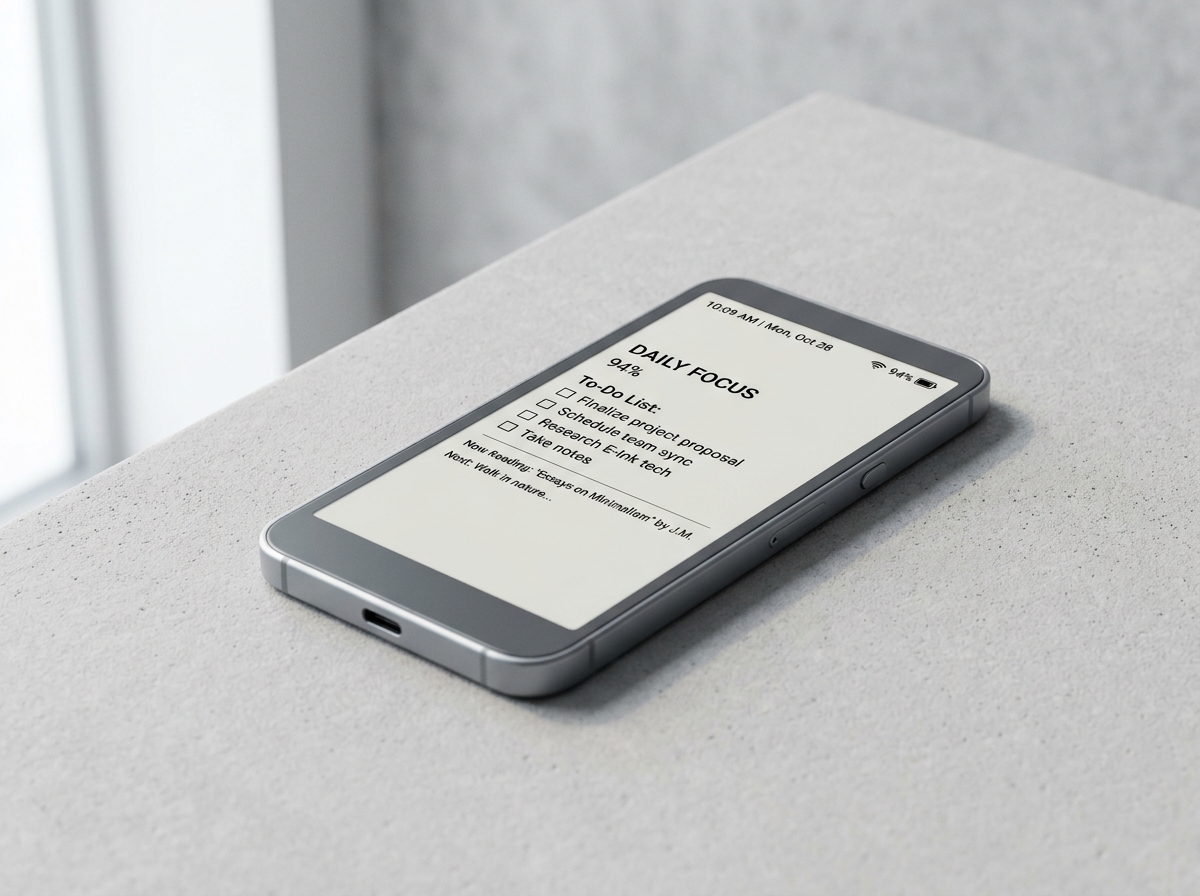 10:09 AM | Mon, Oct 28
94%
DAILY FOCUS
94%
To-Do List:
Finalize project proposal
Schedule team sync
Research E-Ink tech
Take notes
Now Reading: "Essays on Minimalism" by J.M.
Next: Walk in nature...